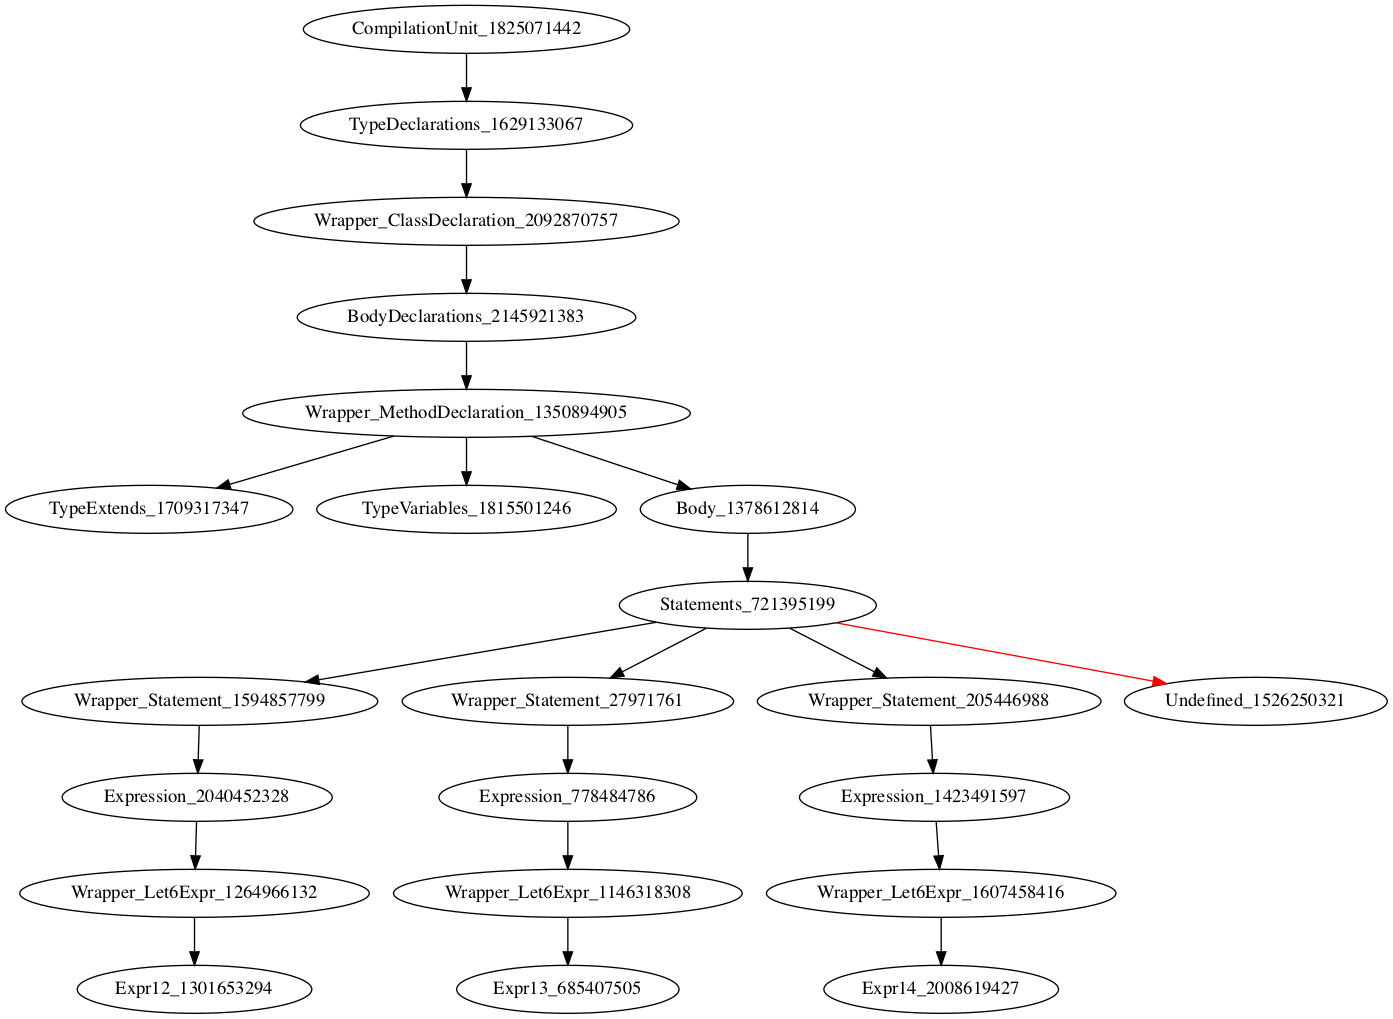 CompilationUnit_1825071442
TypeDeclarations_1629133067
Wrapper_ClassDeclaration_2092870757
BodyDeclarations_2145921383
Wrapper_MethodDeclaration_1350894905
TypeExtends_1709317347
TypeVariables_1815501246
Body_1378612814
Statements_721395199
Wrapper_Statement_1594857799
Wrapper_Statement_27971761
Wrapper_Statement_205446988
Undefined_1526250321
Expression_2040452328
Expression_778484786
Expression_1423491597
Wrapper_Let6Expr_1264966132
Wrapper_Let6Expr_1146318308
Wrapper_Let6Expr_1607458416
Expr12_1301653294
Expr13_685407505
Expr14_2008619427